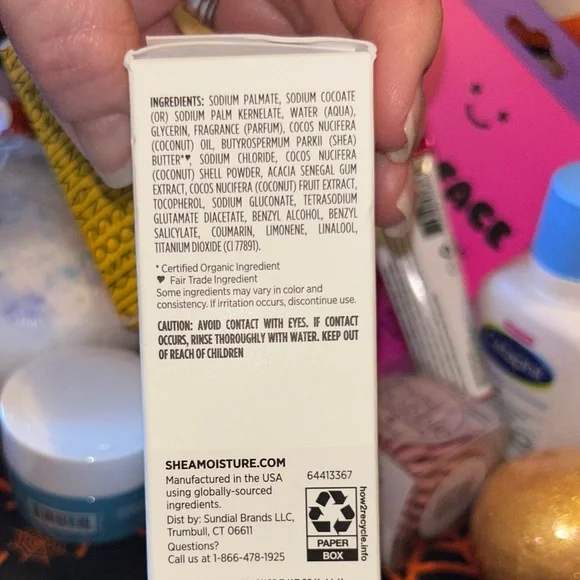 INGREDIENTS: SODIUM PALMATE, SODIUM COCOATE
(OR) SODIUM PALM KERNELATE, WATER (AQUA),
GLYCERIN, FRAGRANCE (PARFUM), COCOS NUCIFERA
(COCONUT) OIL, BUTYROSPERMUM PARKII (SHEA)
BUTTER*♥, SODIUM CHLORIDE, COCOS NUCIFERA
(COCONUT) SHELL POWDER, ACACIA SENEGAL GUM
EXTRACT, COCOS NUCIFERA (COCONUT) FRUIT EXTRACT,
TOCOPHEROL, SODIUM GLUCONATE, TETRASODIUM
GLUTAMATE DIACETATE, BENZYL ALCOHOL, BENZYL
SALICYLATE, COUMARIN, LIMONENE, LINALOOL,
TITANIUM DIOXIDE (CI 77891).
* Certified Organic Ingredient
♥ Fair Trade Ingredient
Some ingredients may vary in color and
consistency. If irritation occurs, discontinue use.
CAUTION: AVOID CONTACT WITH EYES. IF CONTACT
OCCURS, RINSE THOROUGHLY WITH WATER. KEEP OUT
OF REACH OF CHILDREN
SHEAMOISTURE.COM
Manufactured in the USA
using globally-sourced
ingredients.
Dist by: Sundial Brands LLC,
Trumbull, CT 06611
Questions?
Call us at 1-866-478-1925
64413367
PAPER
BOX
how2recycle.info
FACE